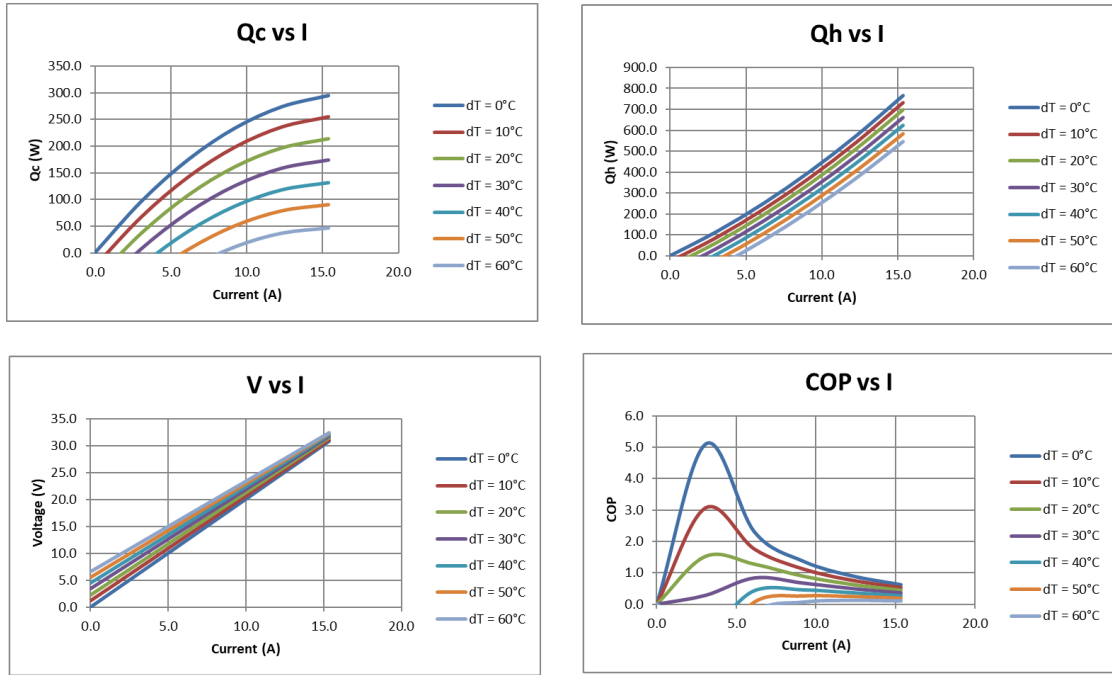 Qc vs I
350.0
300.0
250.0
200.0
150.0
100.0
50.0
0.0
Qc (W)
0.0 5.0 10.0 15.0 20.0
Current (A)
dT = 0°C
dT = 10°C
dT = 20°C
dT = 30°C
dT = 40°C
dT = 50°C
dT = 60°C
Qh vs I
900.0
800.0
700.0
600.0
500.0
400.0
300.0
200.0
100.0
0.0
Qh (W)
0.0 5.0 10.0 15.0 20.0
Current (A)
dT = 0°C
dT = 10°C
dT = 20°C
dT = 30°C
dT = 40°C
dT = 50°C
dT = 60°C
V vs I
35.0
30.0
25.0
20.0
15.0
10.0
5.0
0.0
Voltage (V)
0.0 5.0 10.0 15.0 20.0
Current (A)
dT = 0°C
dT = 10°C
dT = 20°C
dT = 30°C
dT = 40°C
dT = 50°C
dT = 60°C
COP vs I
6.0
5.0
4.0
3.0
2.0
1.0
0.0
COP
0.0 5.0 10.0 15.0 20.0
Current (A)
dT = 0°C
dT = 10°C
dT = 20°C
dT = 30°C
dT = 40°C
dT = 50°C
dT = 60°C